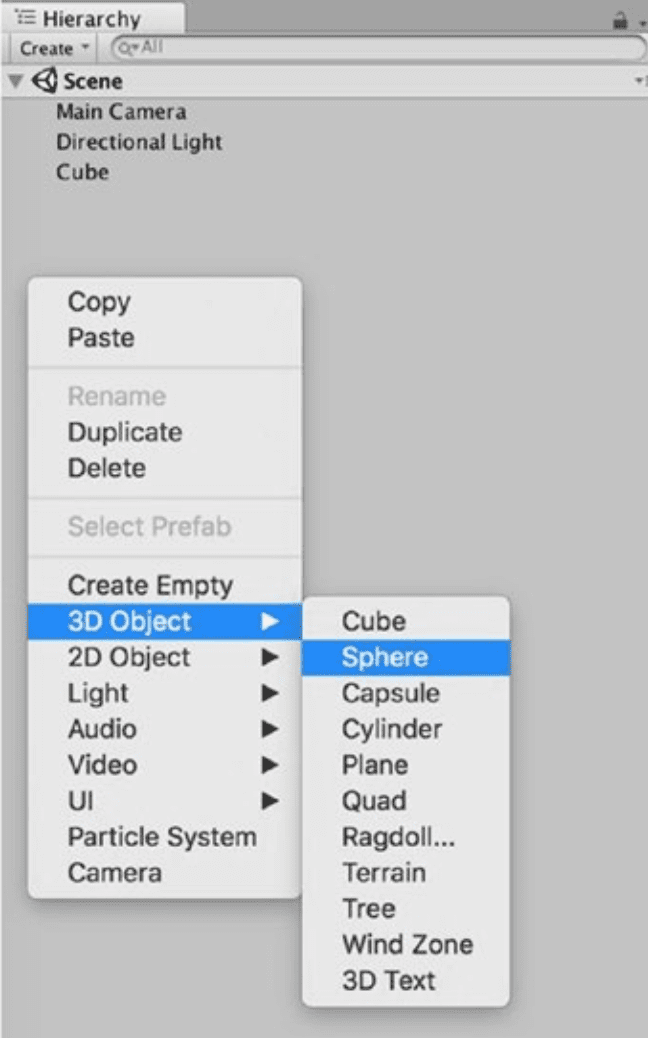 Hierarchy
Create
All
Scene
Main Camera
Directional Light
Cube
Copy
Paste
Rename
Duplicate
Delete
Select Prefab
Create Empty
3D Object
2D Object
Light
Audio
Video
UI
Particle System
Camera
Cube
Sphere
Capsule
Cylinder
Plane
Quad
Ragdoll...
Terrain
Tree
Wind Zone
3D Text